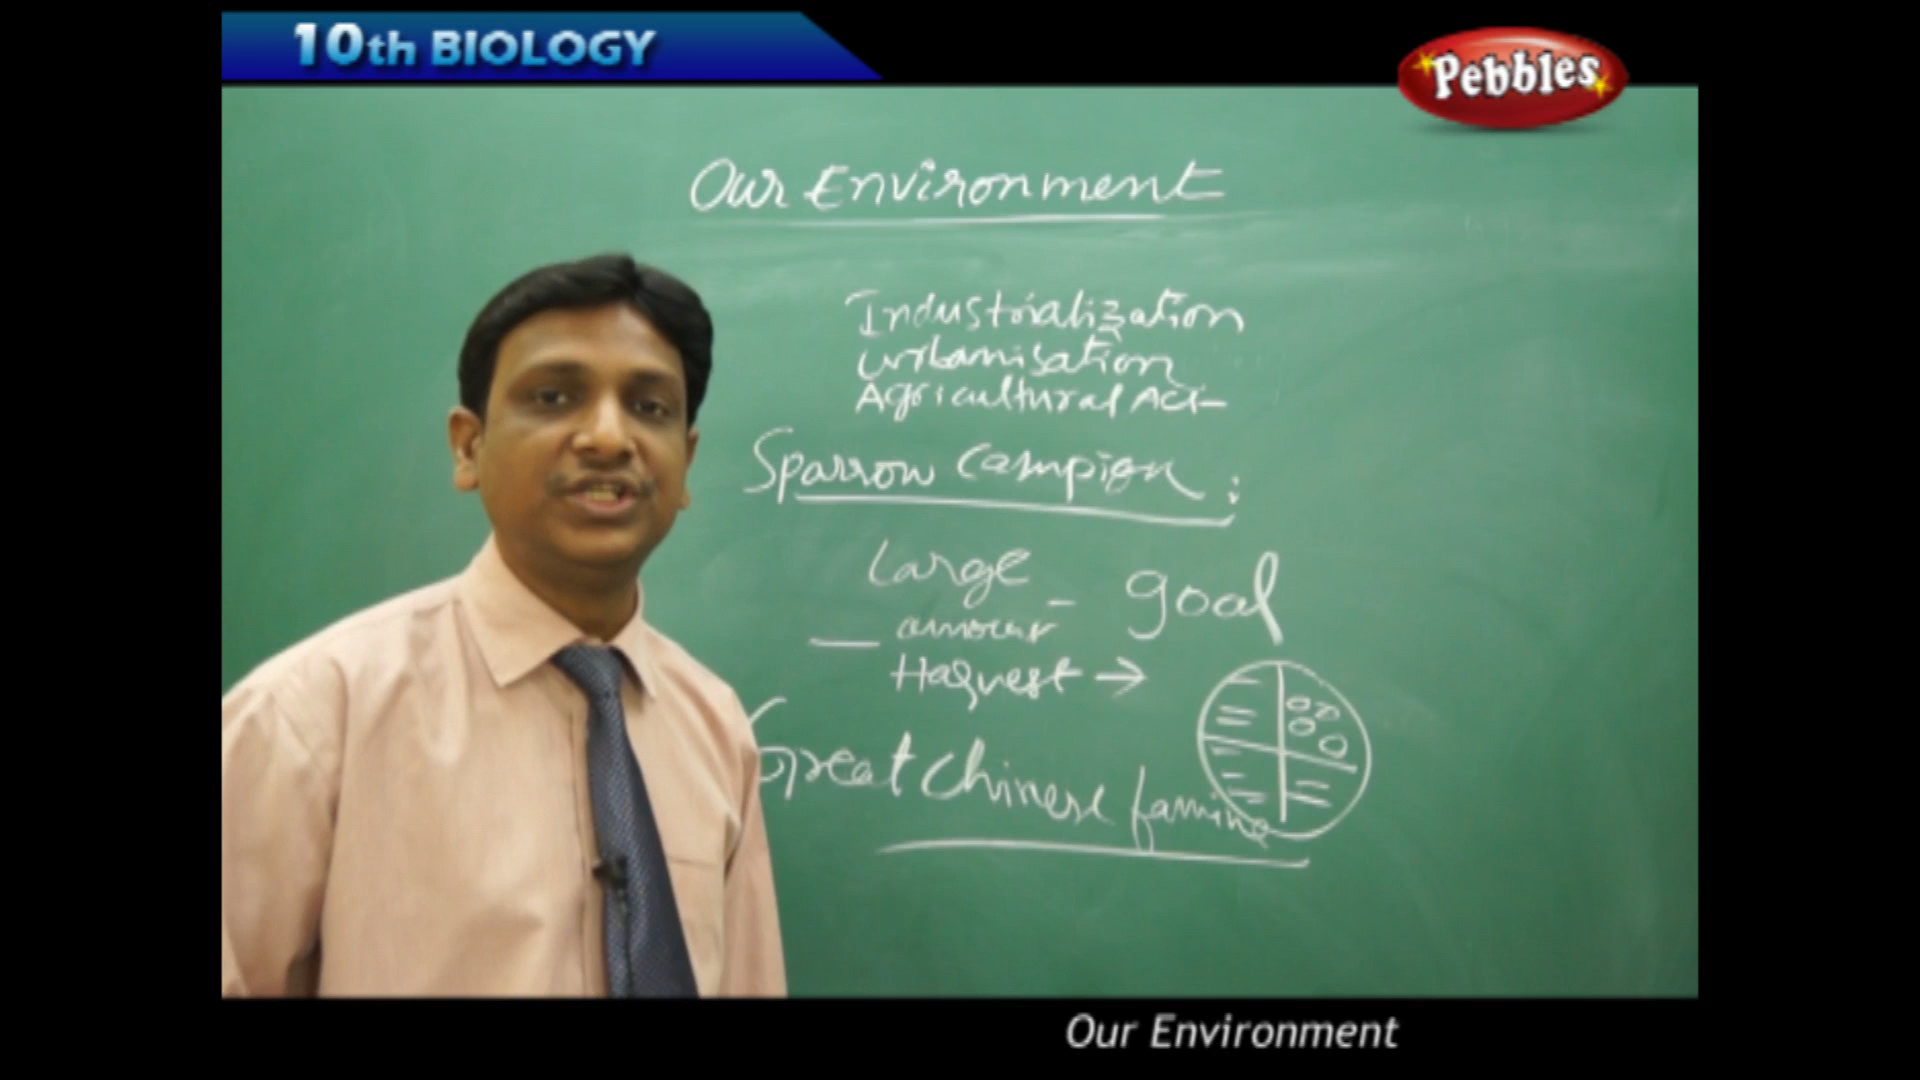 10th BIOLOGY
Pebbles
Our Environment
Industrialization
Urbanisation
Agricultural Act
Sparrow Campign :
Large
amount - goal
Harvest →
Great Chinese famine
Our Environment